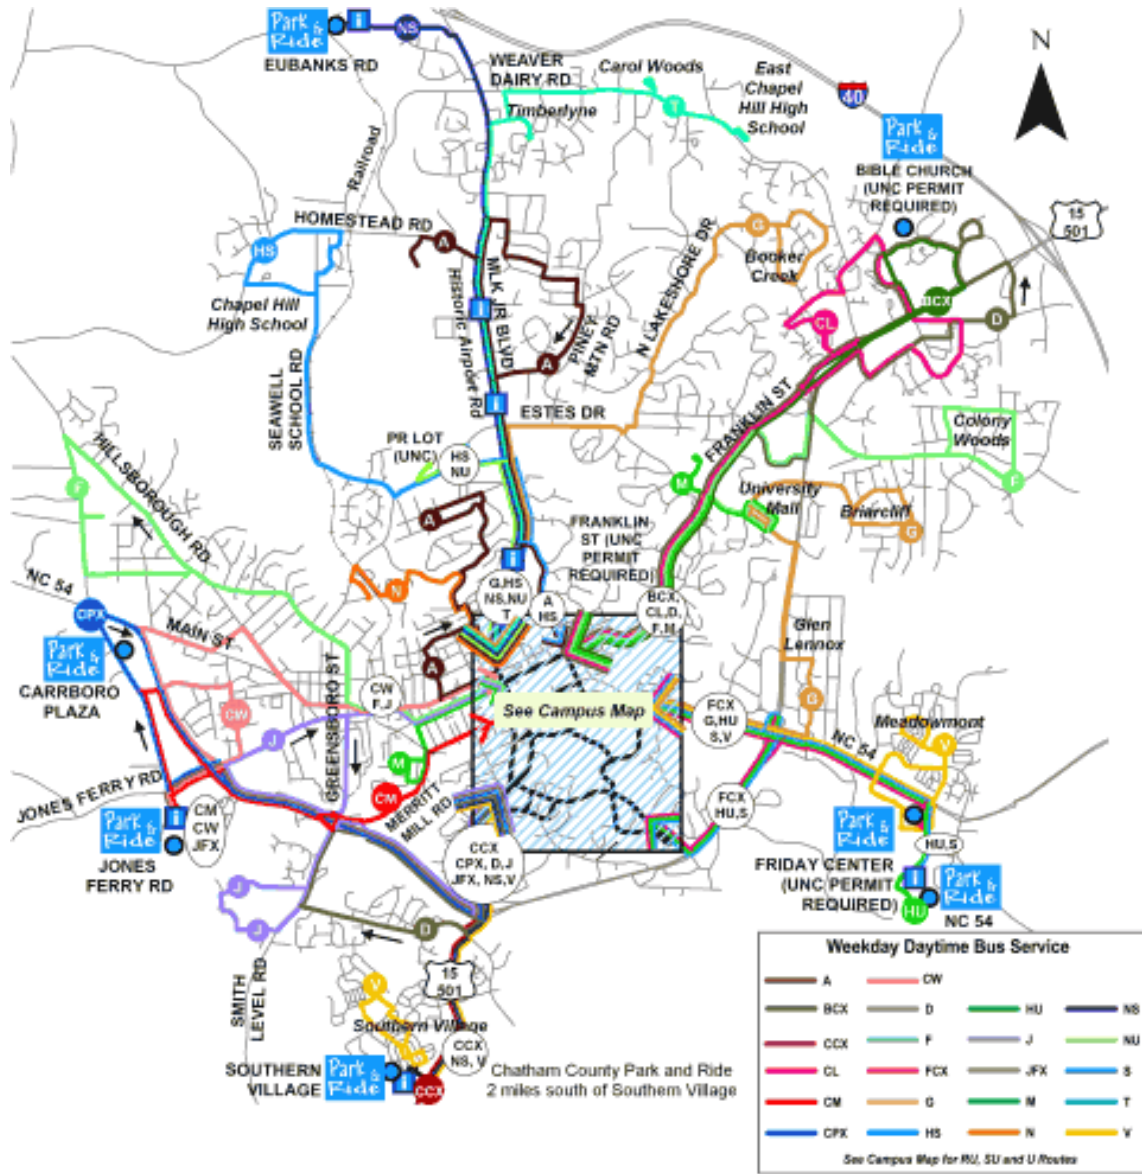 Park &
Ride
i
NS
EUBANKS RD
WEAVER
DAIRY RD
Carol Woods
East
Chapel
Hill High
School
Timberlyne
T
40
N
Park &
Ride
BIBLE CHURCH
(UNC PERMIT
REQUIRED)
15
501
Railroad
HOMESTEAD RD
HS
A
Chapel Hill
High School
MLK JR BLVD
Historic Airport Rd
i
PINEY
MTN RD
A
N LAKESHORE DR
G
Booker
Creek
BCX
CL
D
SEAWELL
SCHOOL RD
i
ESTES DR
FRANKLIN ST
Colony
Woods
F
PR LOT
(UNC)
HS
NU
M
University
Mall
Briarcliff
G
HILLSBOROUGH RD
F
A
FRANKLIN
ST (UNC
PERMIT
REQUIRED)
i
N
G,HS
NS,NU
T
A
HS
BCX,
CL,D,
F,M
NC 54
CPX
MAIN ST
Park &
Ride
CARRBORO
PLAZA
GREENSBORO ST
A
CW
F,J
CW
J
See Campus Map
Glen
Lennox
G
FCX
G,HU
S,V
NC 54
Meadowmont
V
M
CM
MERRITT
MILL RD
JONES FERRY RD
Park &
Ride
i
JONES
FERRY RD
CM
CW
JFX
FCX
HU,S
CCX
CPX, D,J
JFX, NS,V
Park &
Ride
HU,S
FRIDAY CENTER
(UNC PERMIT
REQUIRED)
i
HU
Park &
Ride
NC 54
J
J
D
SMITH
LEVEL RD
15
501
V
Southern Village
CCX
NS, V
SOUTHERN
VILLAGE
Park &
Ride
i
CCX
Chatham County Park and Ride
2 miles south of Southern Village
Weekday Daytime Bus Service
A CW
BCX D HU NS
CCX F J NU
CL FCX JFX S
CM G M T
CPX HS N V
See Campus Map for RU, SU and U Routes